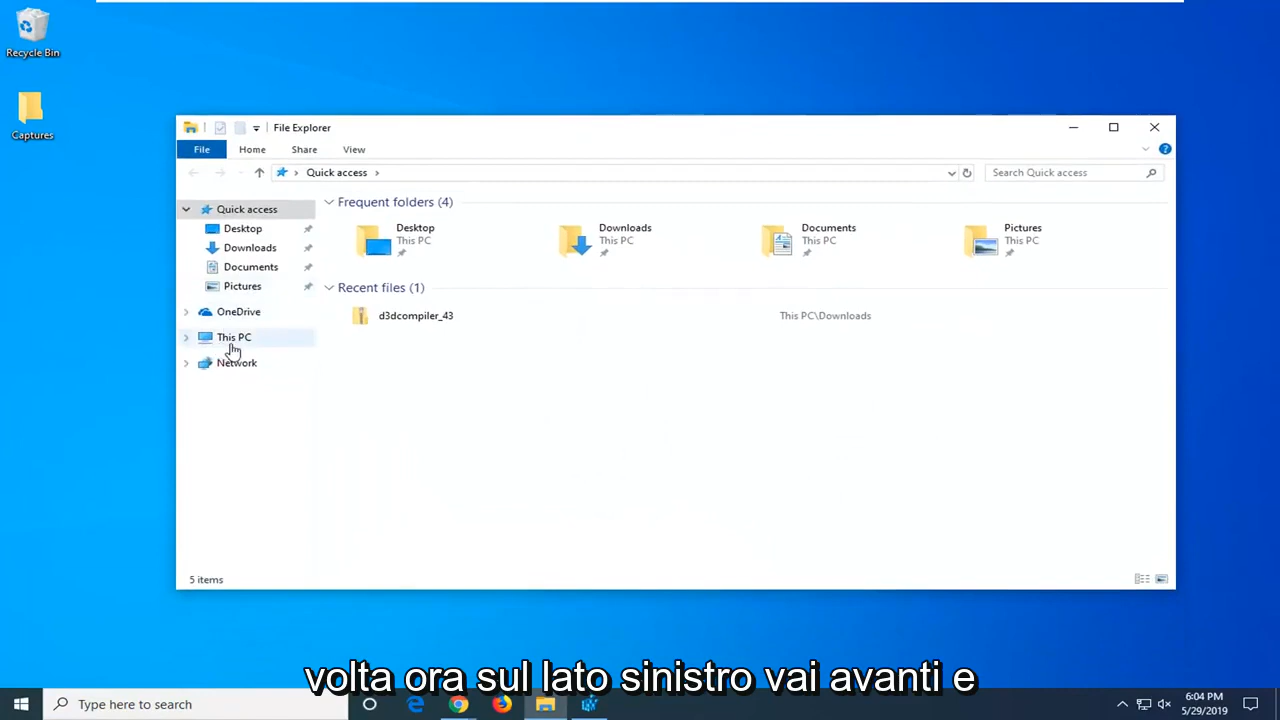 Recycle Bin
Captures
File Explorer
File Home Share View
Quick access
Search Quick access
Quick access
Desktop
Downloads
Documents
Pictures
OneDrive
This PC
Network
Frequent folders (4)
Desktop
This PC
Downloads
This PC
Documents
This PC
Pictures
This PC
Recent files (1)
d3dcompiler_43 This PC\Downloads
5 items
volta ora sul lato sinistro vai avanti e
Type here to search
6:04 PM
5/29/2019